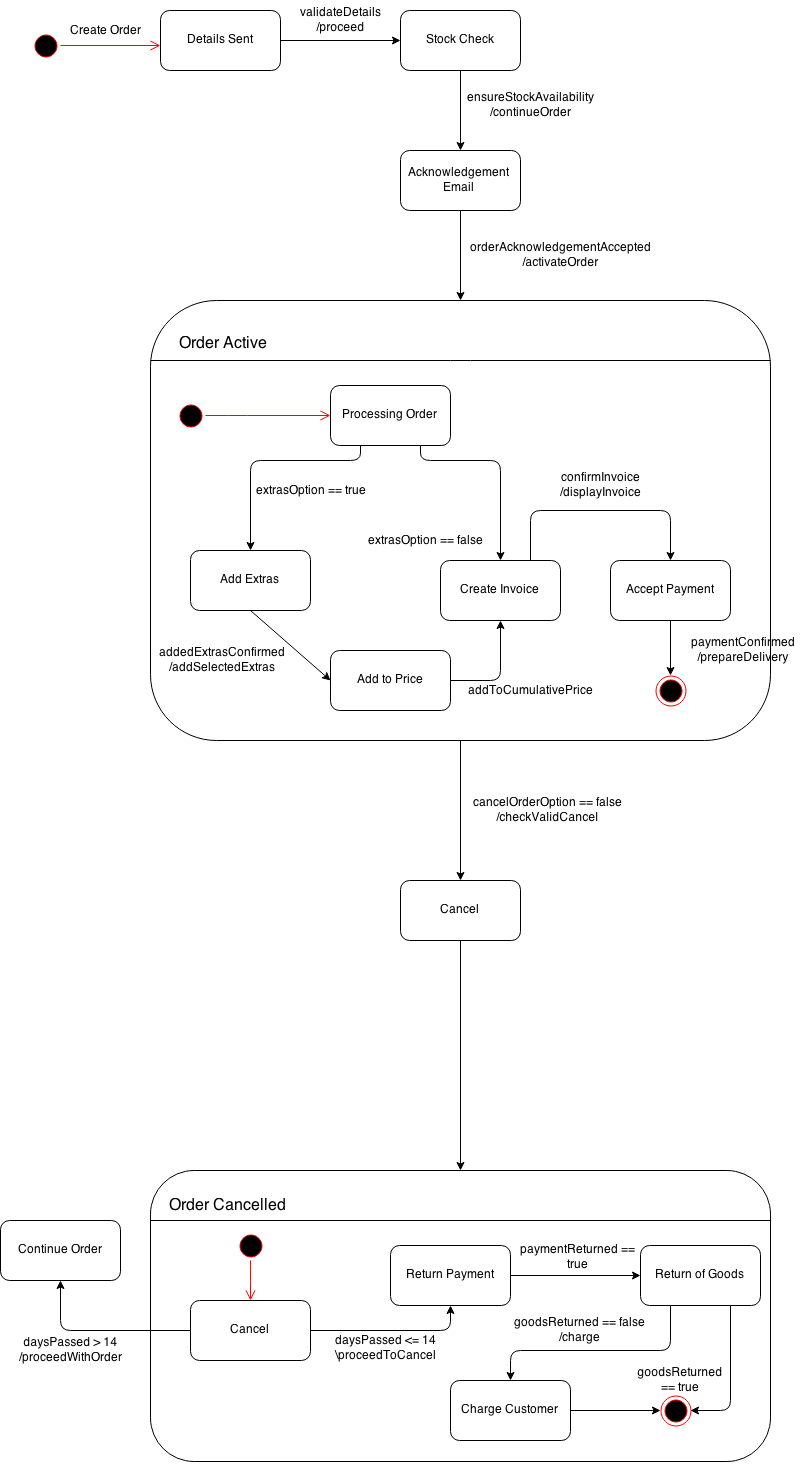 Create Order
Details Sent
validateDetails
/proceed
Stock Check
ensureStockAvailability
/continueOrder
Acknowledgement
Email
orderAcknowledgementAccepted
/activateOrder
Order Active
Processing Order
extrasOption == true
extrasOption == false
confirmInvoice
/displayInvoice
Add Extras
Create Invoice
Accept Payment
addedExtrasConfirmed
/addSelectedExtras
Add to Price
addToCumulativePrice
paymentConfirmed
/prepareDelivery
cancelOrderOption == false
/checkValidCancel
Cancel
Order Cancelled
Continue Order
Cancel
daysPassed > 14
/proceedWithOrder
daysPassed <= 14
\proceedToCancel
Return Payment
paymentReturned ==
true
Return of Goods
goodsReturned == false
/charge
goodsReturned
== true
Charge Customer